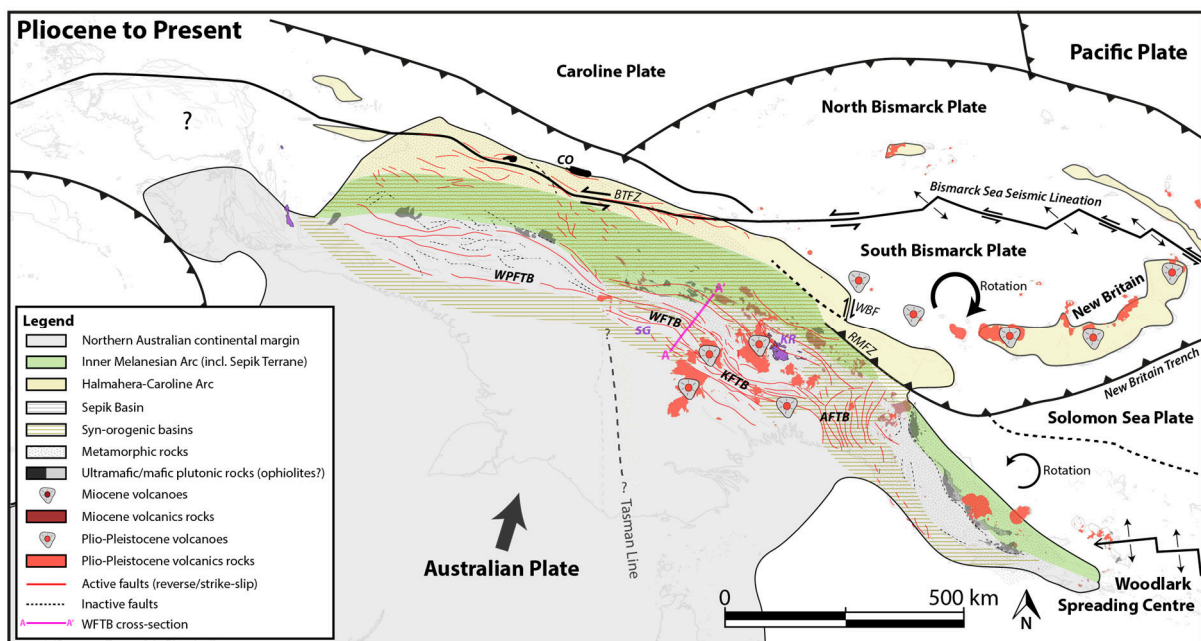 Pliocene to Present
Caroline Plate
Pacific Plate
North Bismarck Plate
?
CO
BTFZ
Bismarck Sea Seismic Lineation
South Bismarck Plate
Rotation
New Britain
WPFTB
A'
WFTB
SG
A
KR
WBF
RMFZ
KFTB
AFTB
New Britain Trench
Solomon Sea Plate
Rotation
?
? Tasman Line
Australian Plate
Woodlark
Spreading Centre
0 500 km
N
Legend
Northern Australian continental margin
Inner Melanesian Arc (incl. Sepik Terrane)
Halmahera-Caroline Arc
Sepik Basin
Syn-orogenic basins
Metamorphic rocks
Ultramafic/mafic plutonic rocks (ophiolites?)
Miocene volcanoes
Miocene volcanics rocks
Plio-Pleistocene volcanoes
Plio-Pleistocene volcanics rocks
Active faults (reverse/strike-slip)
Inactive faults
A A' WFTB cross-section